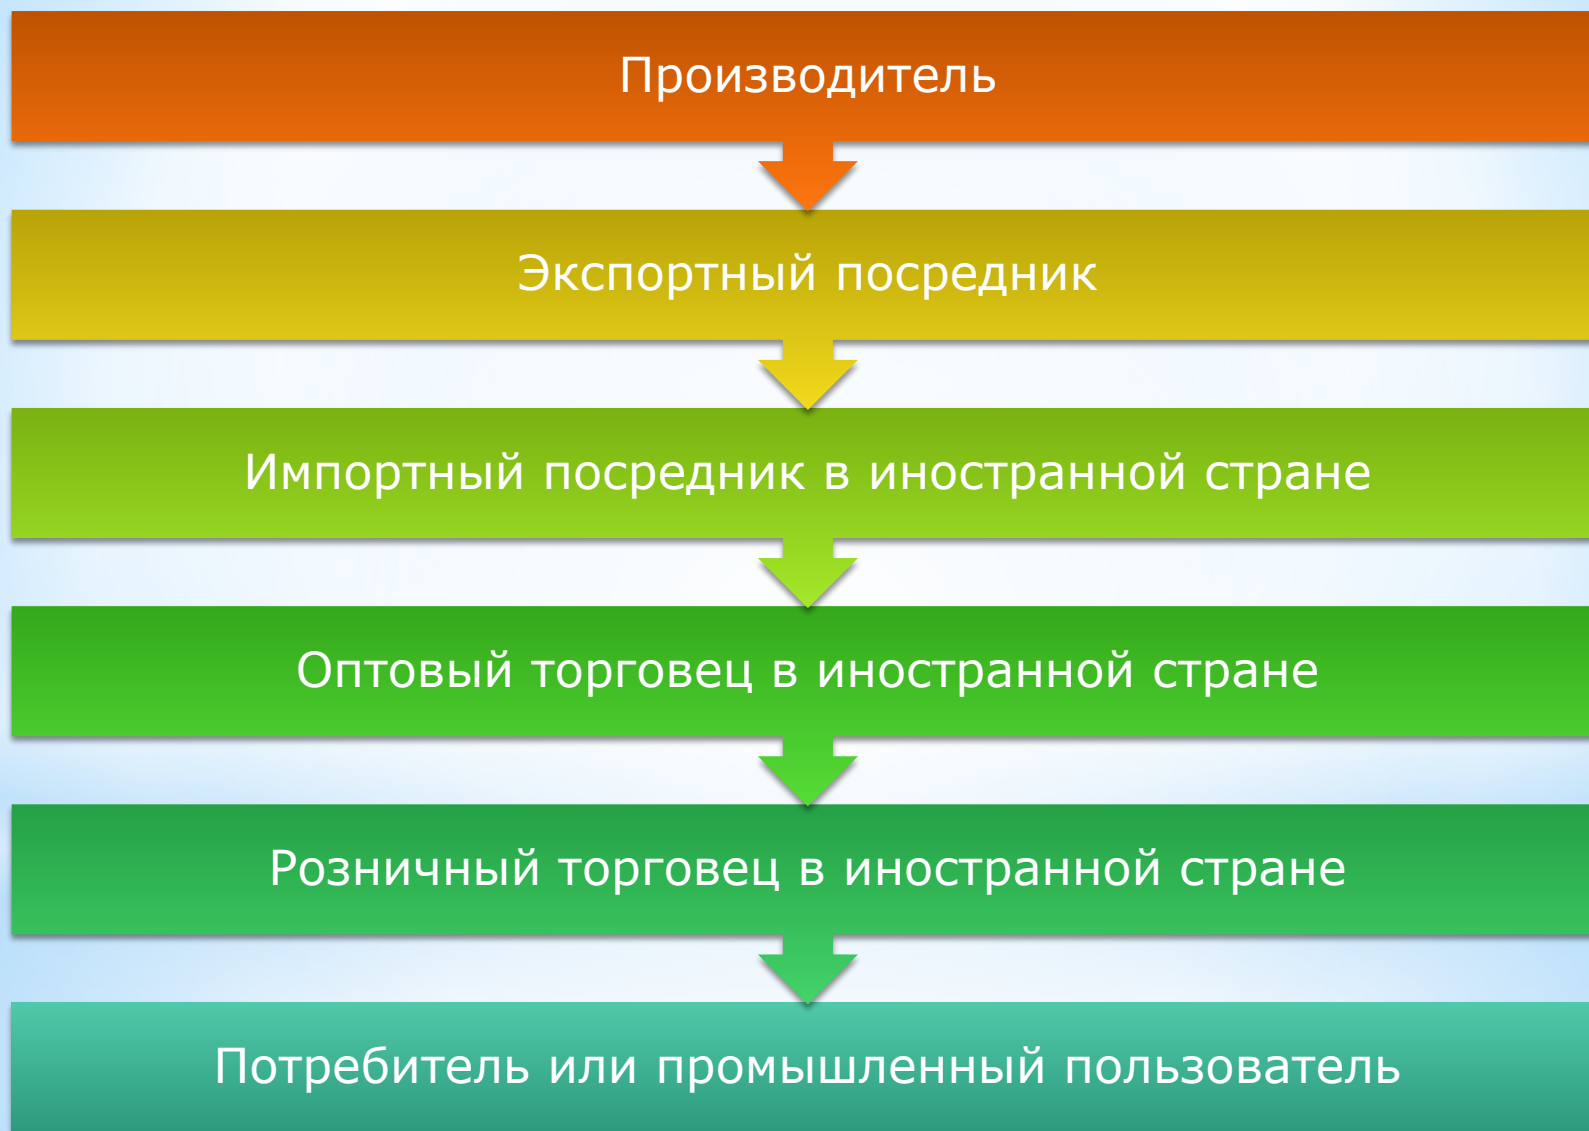 Производитель
Экспортный посредник
Импортный посредник в иностранной стране
Оптовый торговец в иностранной стране
Розничный торговец в иностранной стране
Потребитель или промышленный пользователь